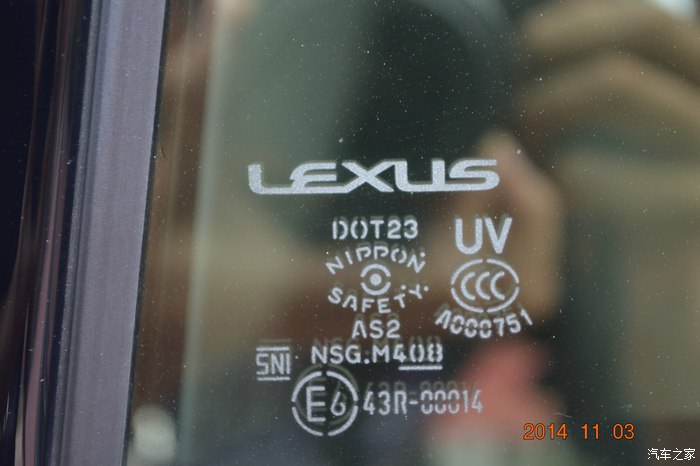 LEXUS
DOT23
UV
NIPPON
SAFETY
CCC
A000751
AS2
SNI
NSG.M408
E6 43R-00014
2014 11 03
汽车之家